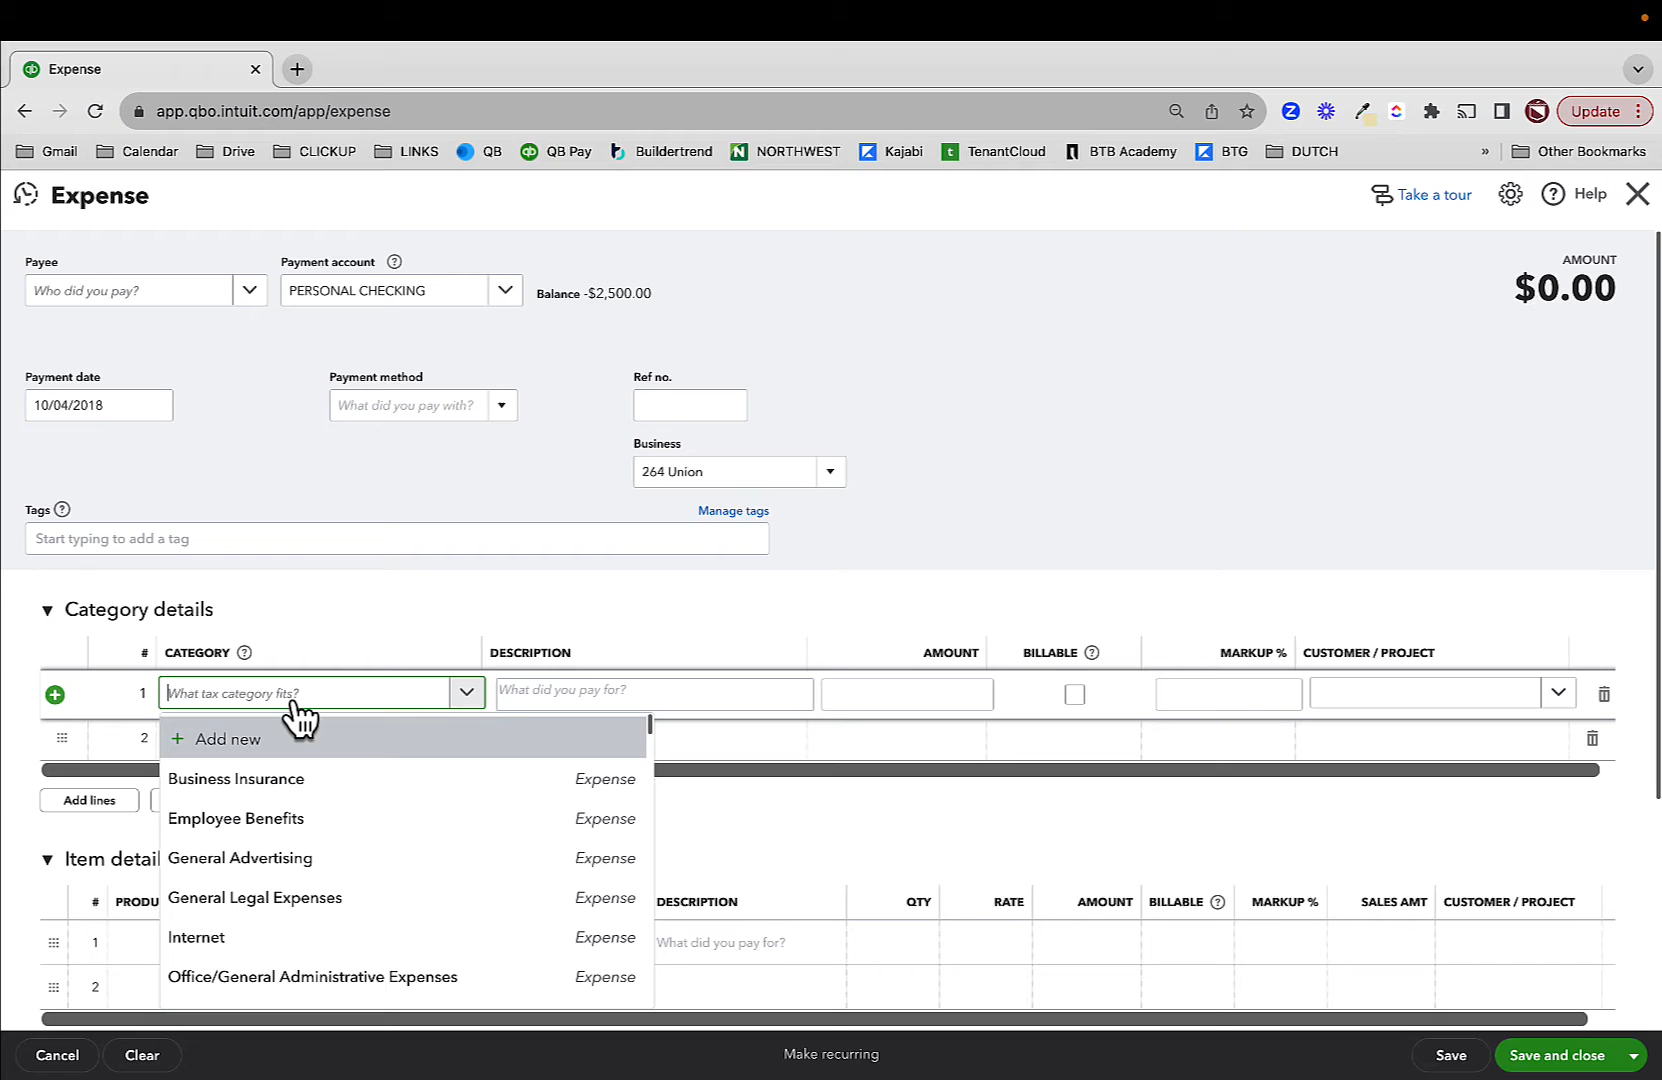 Expense
app.qbo.intuit.com/app/expense
Update
Gmail Calendar Drive CLICKUP LINKS QB QB Pay Buildertrend NORTHWEST Kajabi TenantCloud BTB Academy BTG DUTCH » Other Bookmarks
Expense
Take a tour Help
Payee Payment account AMOUNT
Who did you pay? PERSONAL CHECKING Balance -$2,500.00 $0.00
Payment date Payment method Ref no.
10/04/2018 What did you pay with?
Business
264 Union
Tags Manage tags
Start typing to add a tag
Category details
# CATEGORY DESCRIPTION AMOUNT BILLABLE MARKUP % CUSTOMER / PROJECT
1 What tax category fits? What did you pay for?
2 + Add new
Business Insurance Expense
Add lines
Employee Benefits Expense
Item detail
General Advertising Expense
General Legal Expenses Expense
# PRODU DESCRIPTION QTY RATE AMOUNT BILLABLE MARKUP % SALES AMT CUSTOMER / PROJECT
1 Internet Expense What did you pay for?
2 Office/General Administrative Expenses Expense
Cancel Clear Make recurring Save Save and close